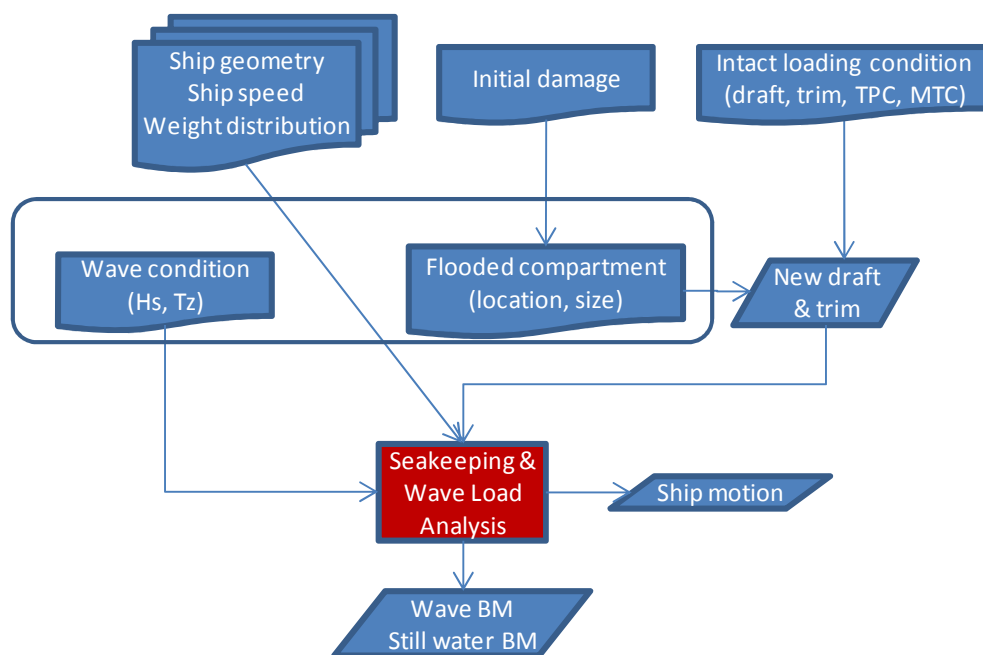 Ship geometry
Ship speed
Weight distribution
Initial damage
Intact loading condition
(draft, trim, TPC, MTC)
Wave condition
(Hs, Tz)
Flooded compartment
(location, size)
New draft
& trim
Seakeeping &
Wave Load
Analysis
Ship motion
Wave BM
Still water BM